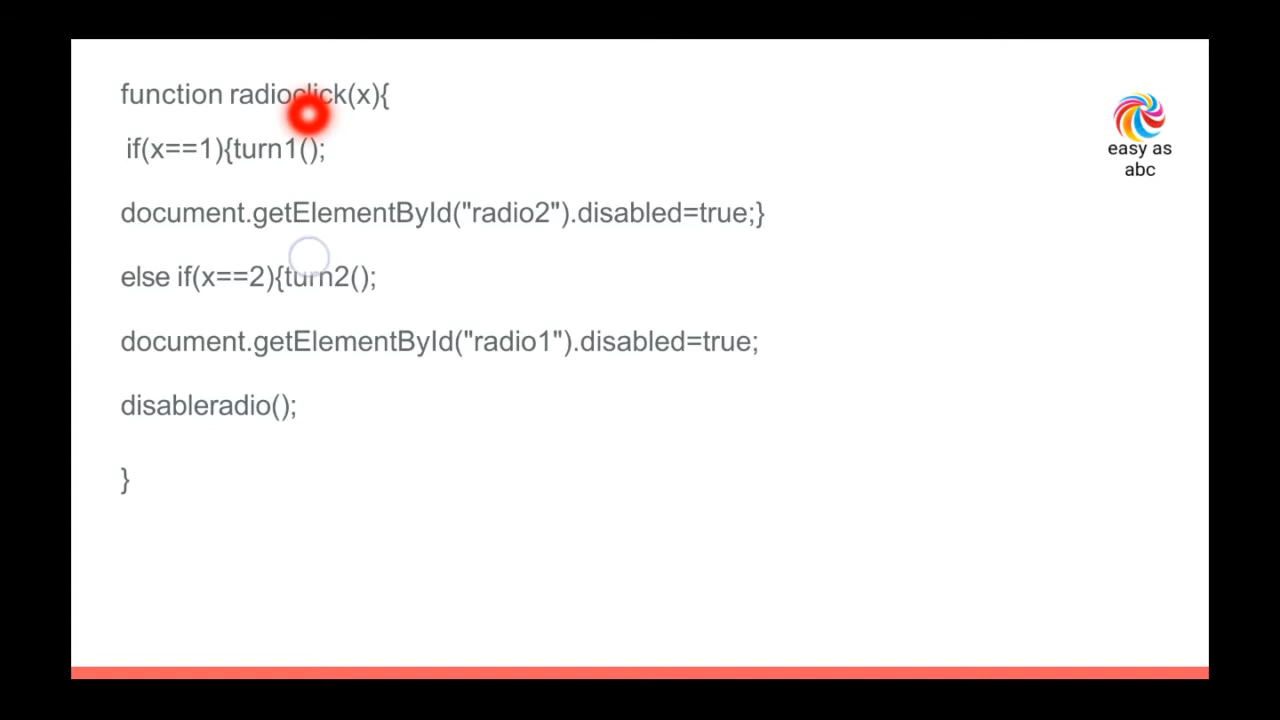 function radioclick(x){
if(x==1){turn1();
document.getElementById("radio2").disabled=true;}
else if(x==2){turn2();
document.getElementById("radio1").disabled=true;
disableradio();
}
easy as
abc